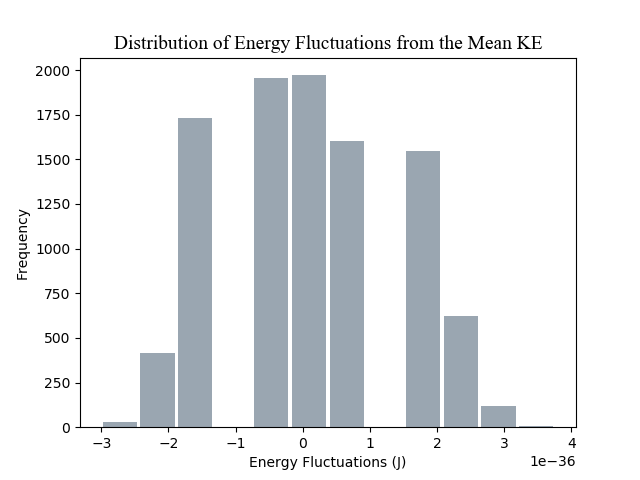 Distribution of Energy Fluctuations from the Mean KE
2000
1750
1500
1250
1000
750
500
250
0
Frequency
−3 −2 −1 0 1 2 3 4
1e−36
Energy Fluctuations (J)